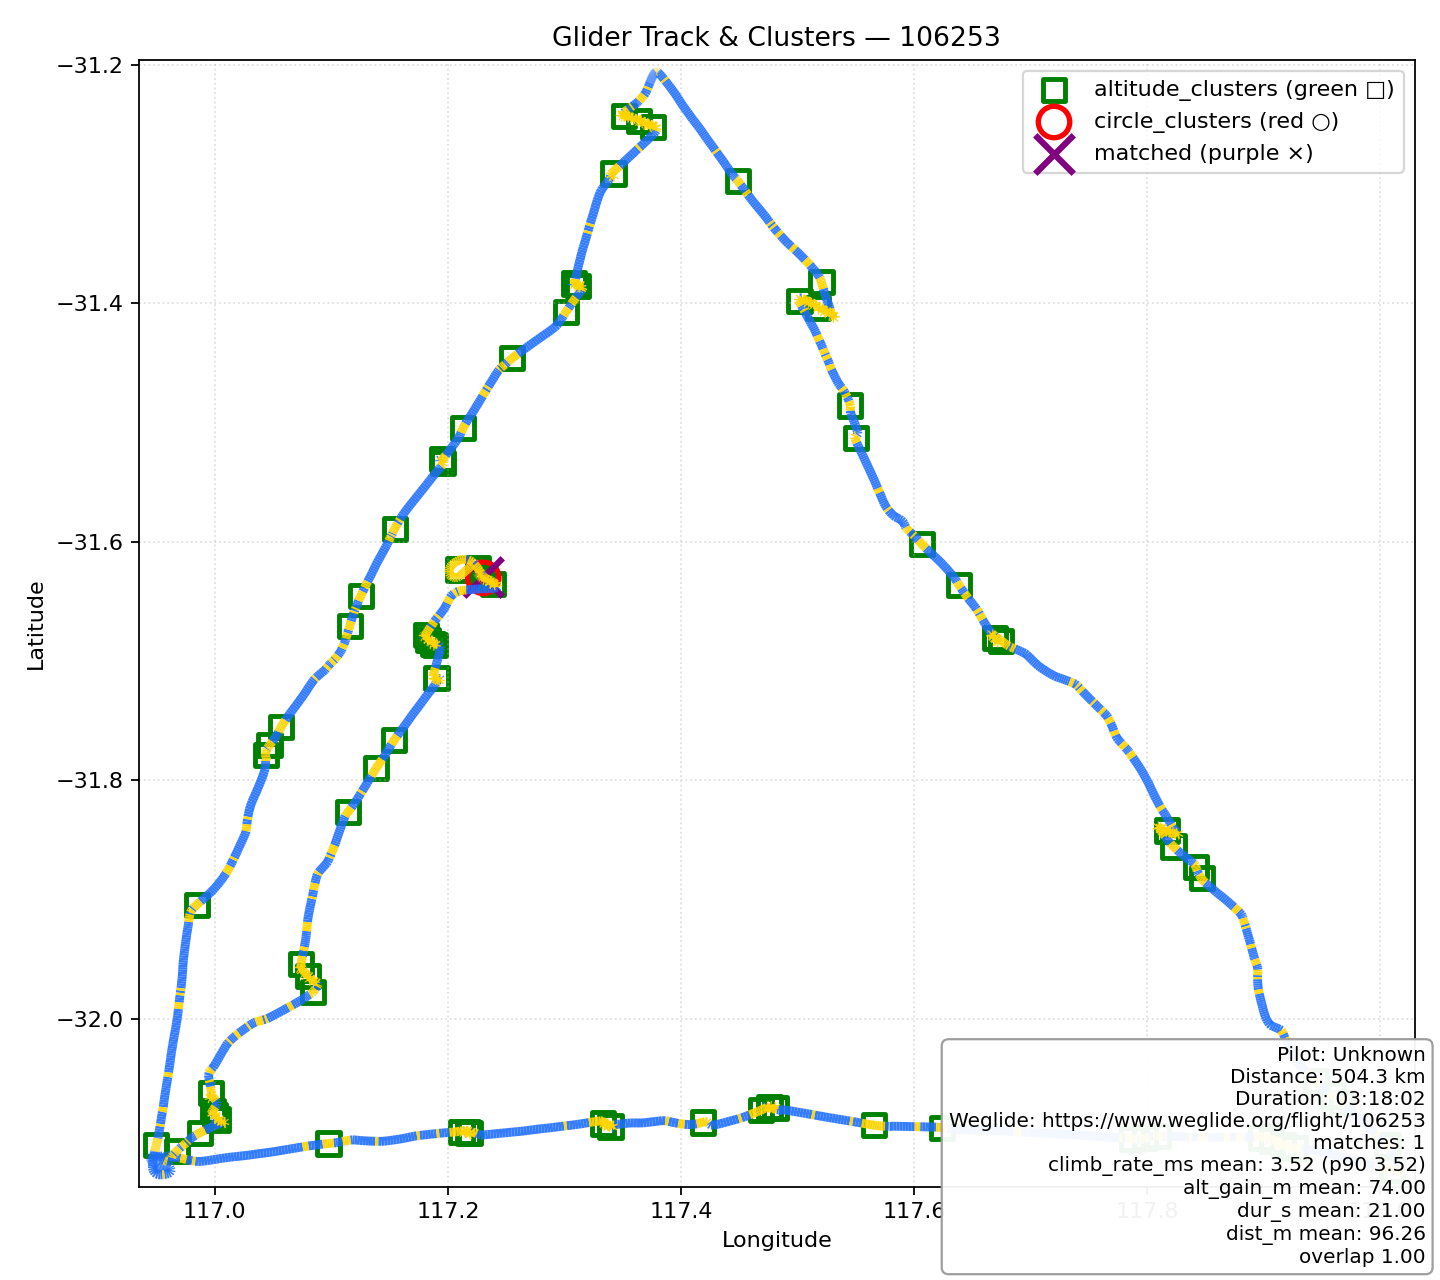 Glider Track & Clusters — 106253
altitude_clusters (green □)
circle_clusters (red ○)
matched (purple ×)
−31.2
−31.4
−31.6
−31.8
−32.0
Latitude
117.0
117.2
117.4
117.6
117.8
Longitude
Pilot: Unknown
Distance: 504.3 km
Duration: 03:18:02
Weglide: https://www.weglide.org/flight/106253
matches: 1
climb_rate_ms mean: 3.52 (p90 3.52)
alt_gain_m mean: 74.00
dur_s mean: 21.00
dist_m mean: 96.26
overlap 1.00